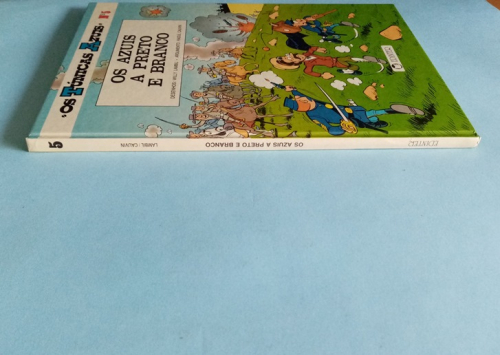 "OS TÚNICAS AZUIS"
OS AZUIS
A PRETO
E BRANCO
5
LAMBIL / CAUVIN
OS AZUIS A PRETO E BRANCO